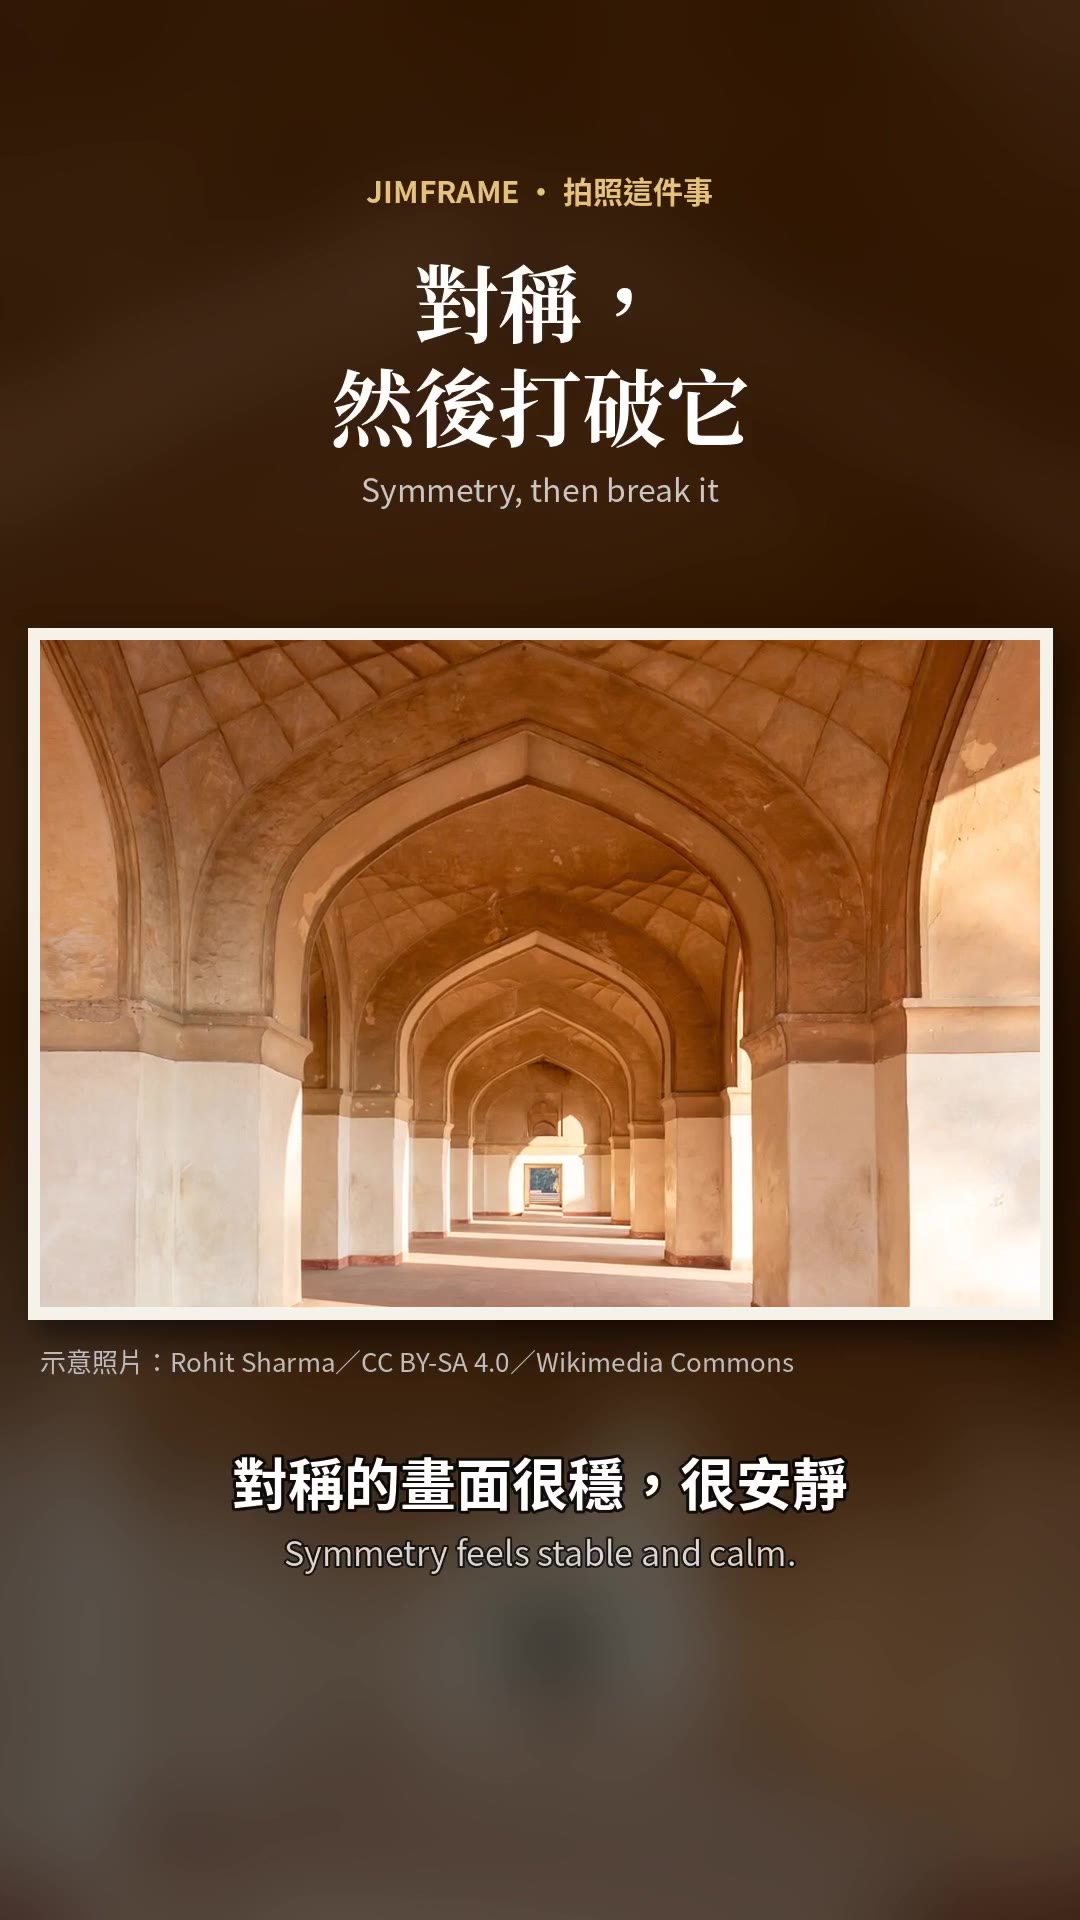 JIMFRAME · 拍照這件事
對稱，
然後打破它
Symmetry, then break it
示意照片：Rohit Sharma／CC BY-SA 4.0／Wikimedia Commons
對稱的畫面很穩，很安靜
Symmetry feels stable and calm.